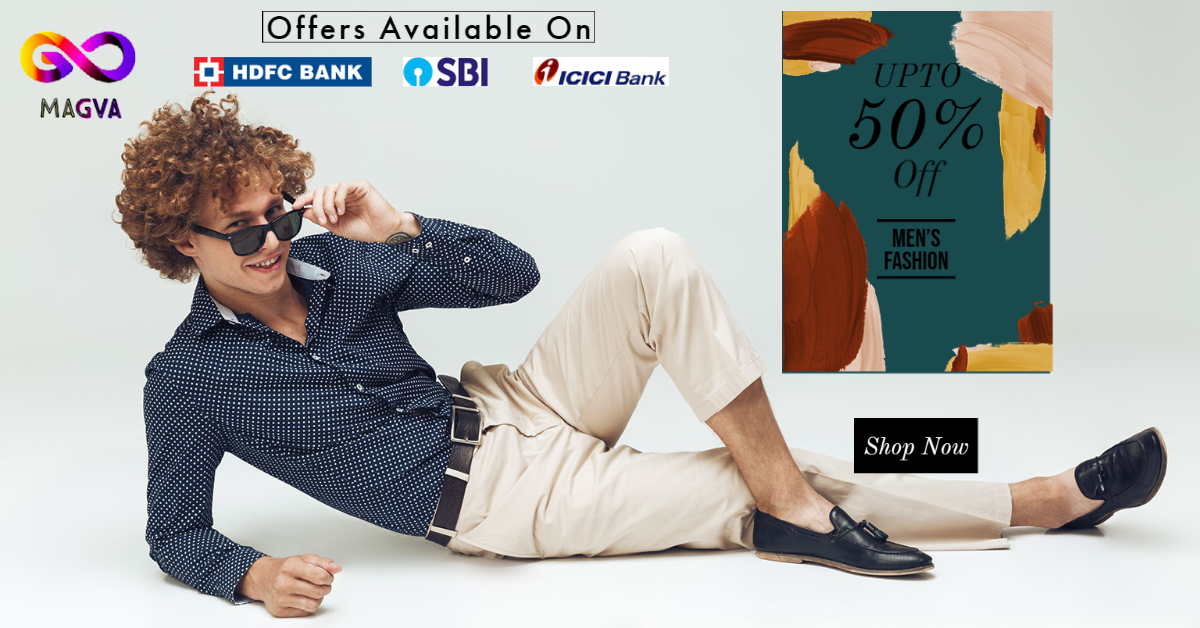 Offers Available On
HDFC BANK
SBI
ICICI Bank
MAGVA
UPTO
50%
Off
MEN'S
FASHION
Shop Now